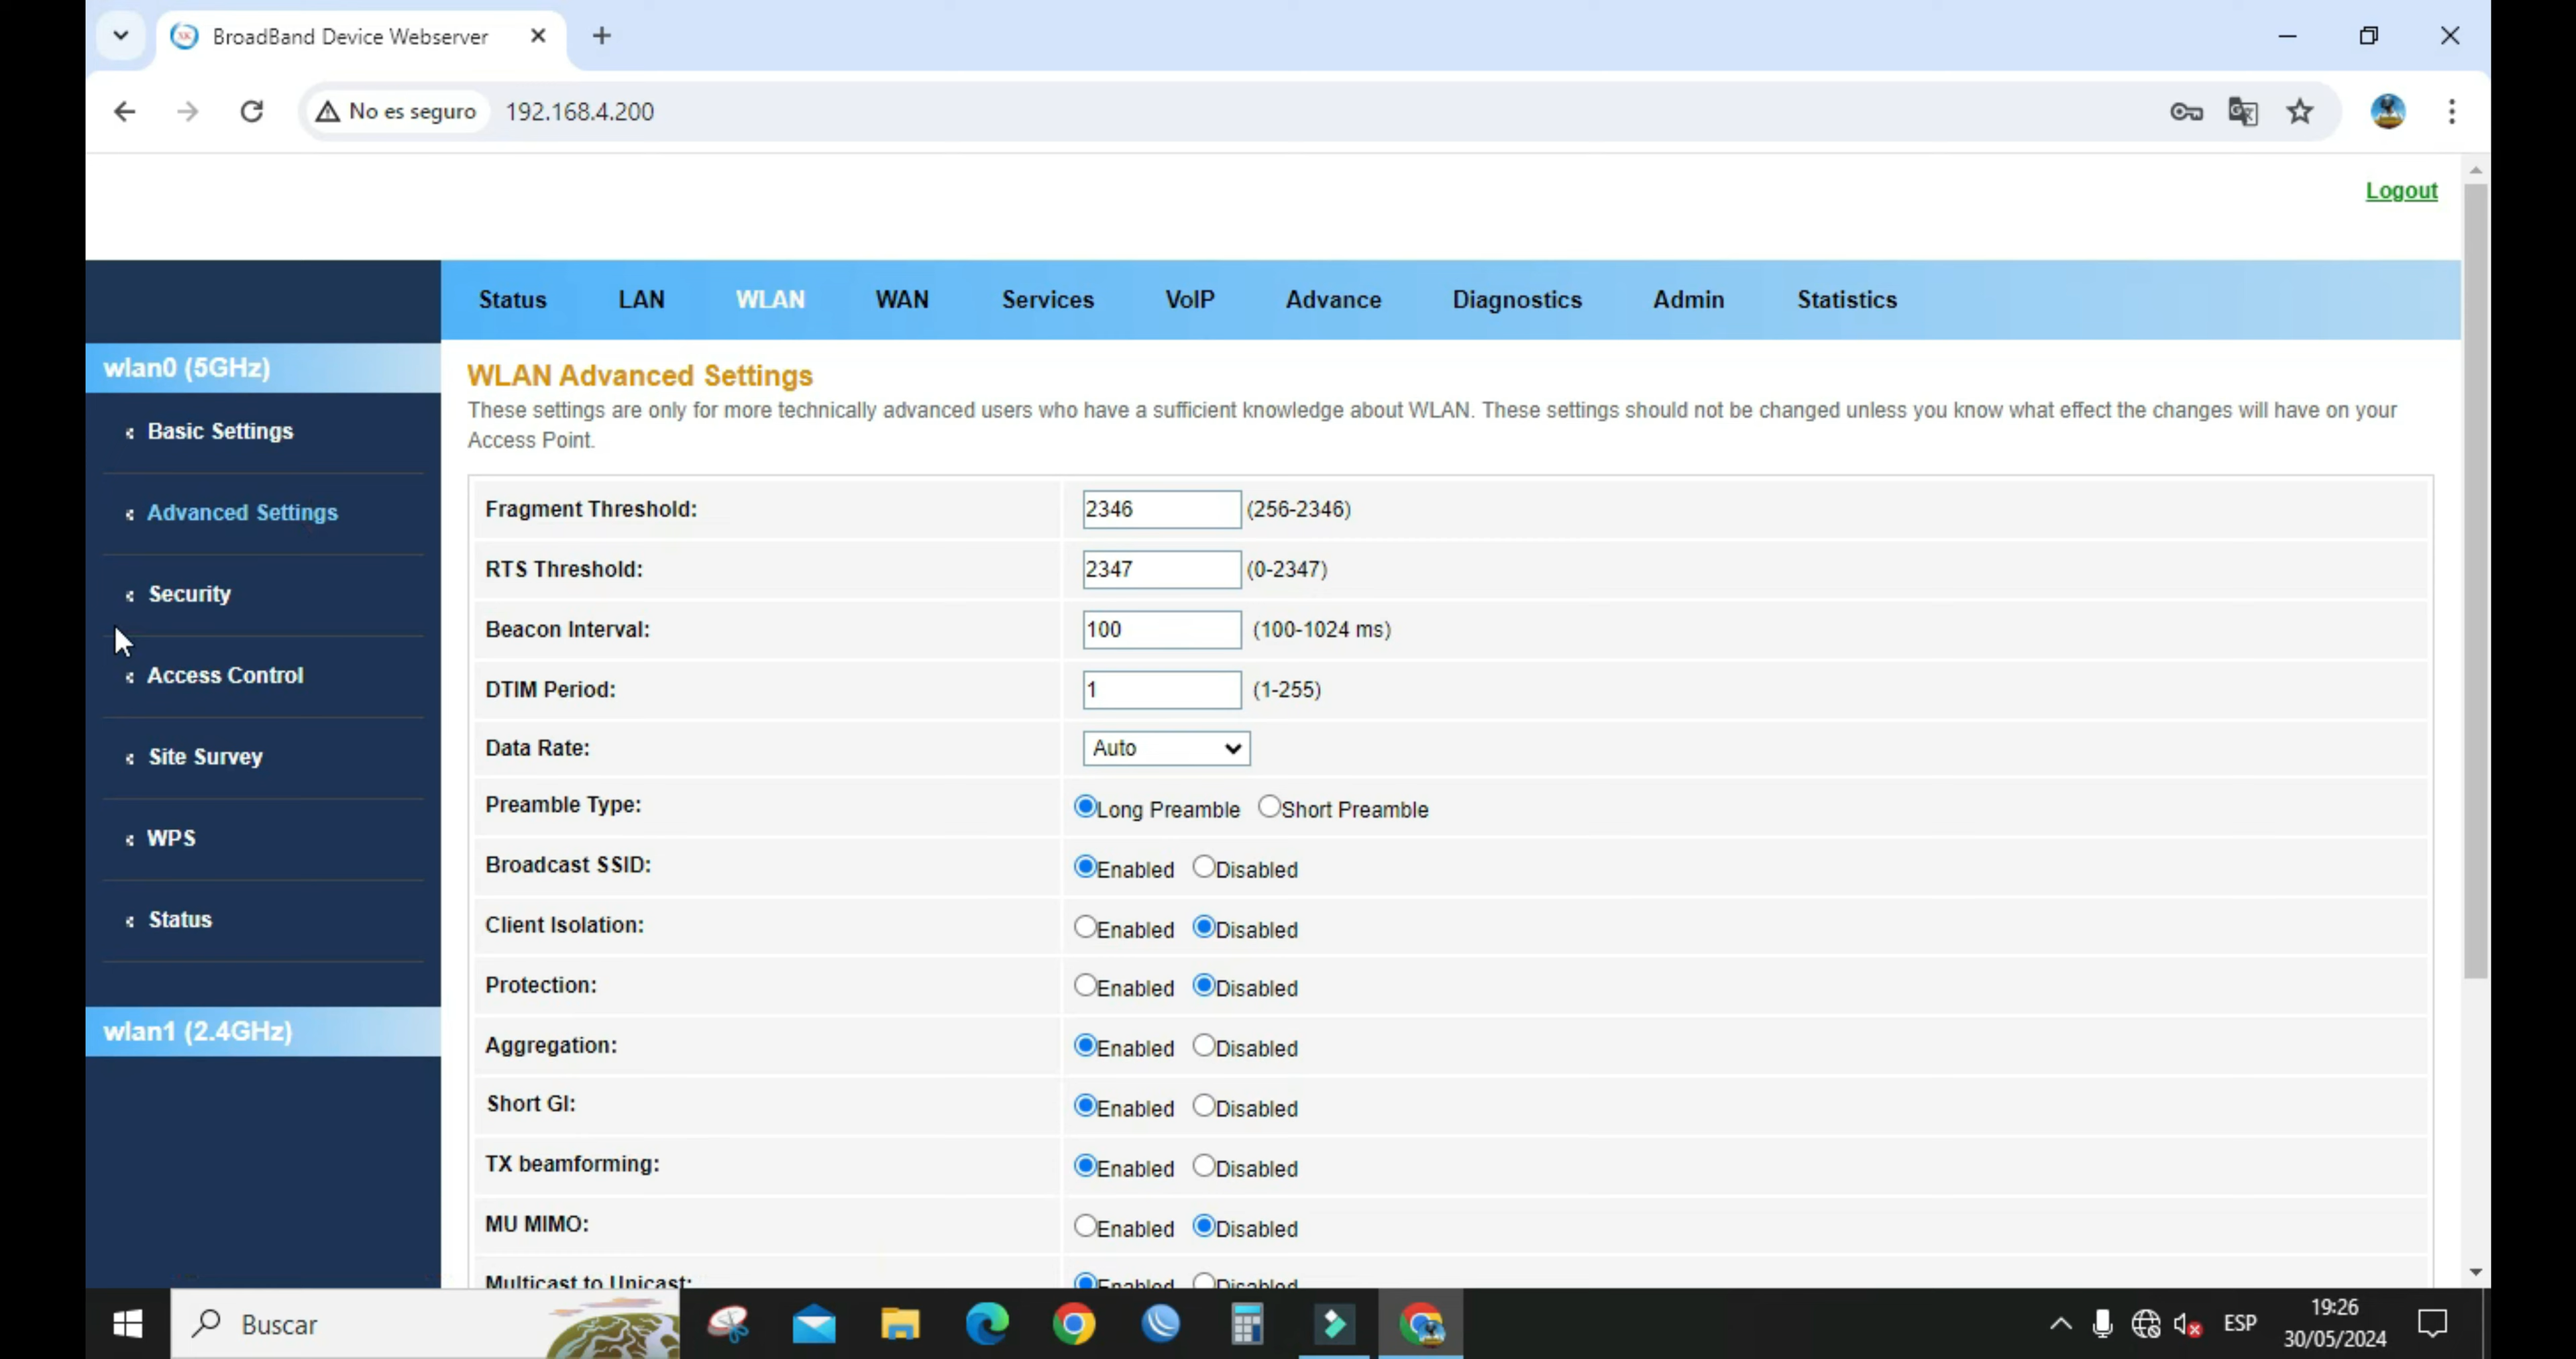 BroadBand Device Webserver
No es seguro 192.168.4.200
Logout
Status LAN WLAN WAN Services VoIP Advance Diagnostics Admin Statistics
wlan0 (5GHz)
Basic Settings
Advanced Settings
Security
Access Control
Site Survey
WPS
Status
wlan1 (2.4GHz)
WLAN Advanced Settings
These settings are only for more technically advanced users who have a sufficient knowledge about WLAN. These settings should not be changed unless you know what effect the changes will have on your
Access Point.
Fragment Threshold: 2346 (256-2346)
RTS Threshold: 2347 (0-2347)
Beacon Interval: 100 (100-1024 ms)
DTIM Period: 1 (1-255)
Data Rate: Auto
Preamble Type: Long Preamble Short Preamble
Broadcast SSID: Enabled Disabled
Client Isolation: Enabled Disabled
Protection: Enabled Disabled
Aggregation: Enabled Disabled
Short GI: Enabled Disabled
TX beamforming: Enabled Disabled
MU MIMO: Enabled Disabled
Multicast to Unicast: Enabled Disabled
Buscar
ESP
19:26
30/05/2024